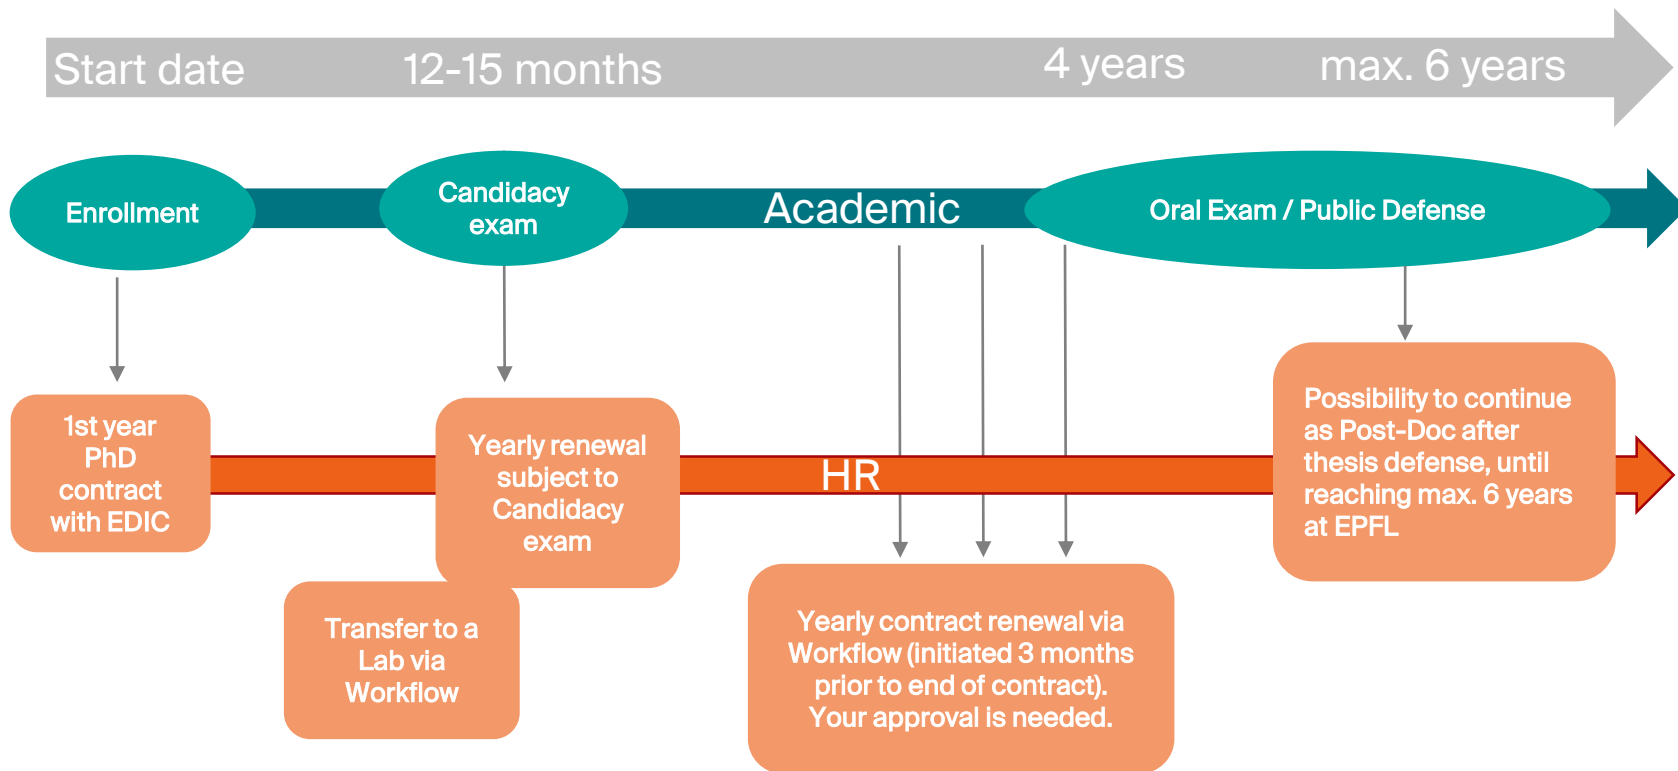 Start date
12-15 months
4 years
max. 6 years
Enrollment
Candidacy
exam
Academic
Oral Exam / Public Defense
1st year
PhD
contract
with EDIC
Yearly renewal
subject to
Candidacy
exam
HR
Possibility to continue
as Post-Doc after
thesis defense, until
reaching max. 6 years
at EPFL
Transfer to a
Lab via
Workflow
Yearly contract renewal via
Workflow (initiated 3 months
prior to end of contract).
Your approval is needed.